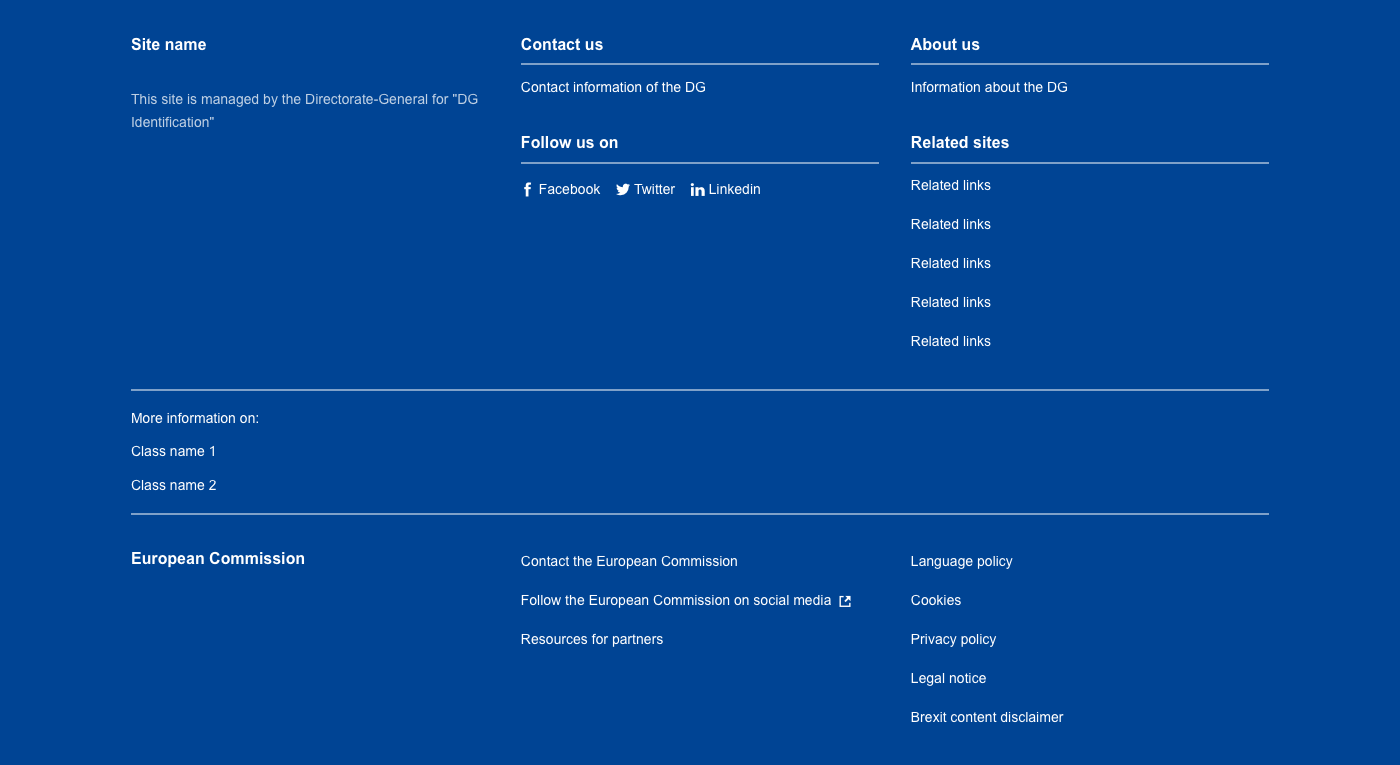 Site name
This site is managed by the Directorate-General for "DG
Identification"
Contact us
Contact information of the DG
Follow us on
Facebook Twitter Linkedin
About us
Information about the DG
Related sites
Related links
Related links
Related links
Related links
Related links
More information on:
Class name 1
Class name 2
European Commission
Contact the European Commission
Follow the European Commission on social media
Resources for partners
Language policy
Cookies
Privacy policy
Legal notice
Brexit content disclaimer